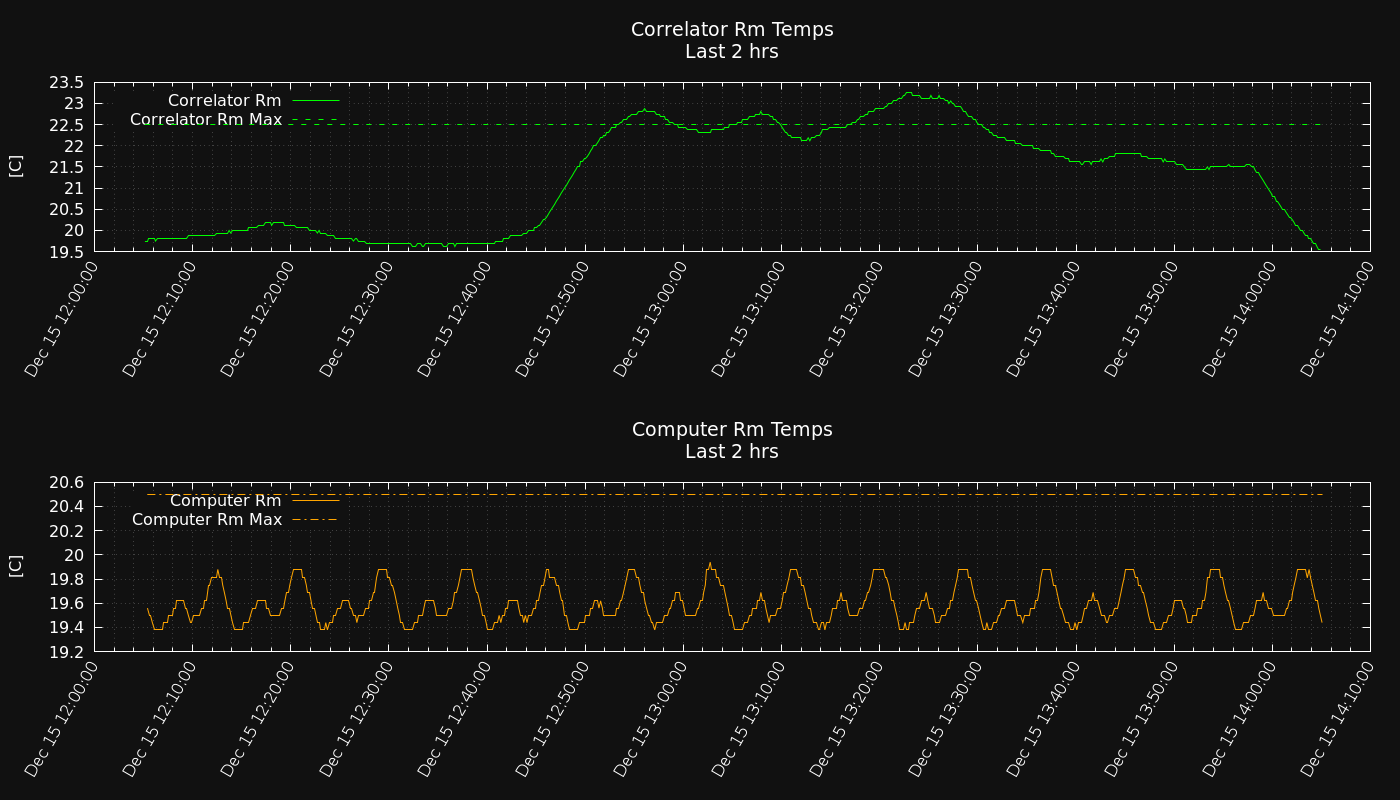 Correlator Rm Temps
Last 2 hrs
23.5
23
22.5
22
21.5
21
20.5
20
19.5
[C]
Correlator Rm
Correlator Rm Max
Dec 15 12:00:00
Dec 15 12:10:00
Dec 15 12:20:00
Dec 15 12:30:00
Dec 15 12:40:00
Dec 15 12:50:00
Dec 15 13:00:00
Dec 15 13:10:00
Dec 15 13:20:00
Dec 15 13:30:00
Dec 15 13:40:00
Dec 15 13:50:00
Dec 15 14:00:00
Dec 15 14:10:00
Computer Rm Temps
Last 2 hrs
20.6
20.4
20.2
20
19.8
19.6
19.4
19.2
[C]
Computer Rm
Computer Rm Max
Dec 15 12:00:00
Dec 15 12:10:00
Dec 15 12:20:00
Dec 15 12:30:00
Dec 15 12:40:00
Dec 15 12:50:00
Dec 15 13:00:00
Dec 15 13:10:00
Dec 15 13:20:00
Dec 15 13:30:00
Dec 15 13:40:00
Dec 15 13:50:00
Dec 15 14:00:00
Dec 15 14:10:00